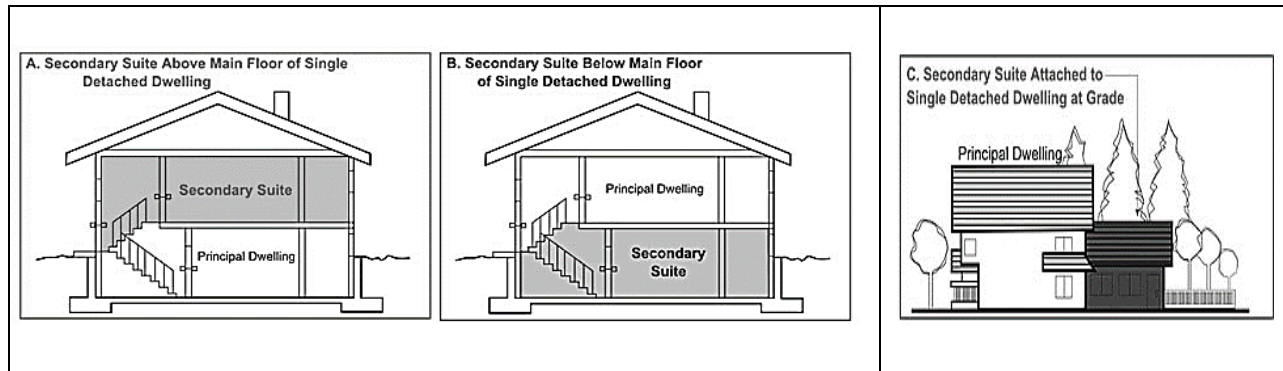 A. Secondary Suite Above Main Floor of Single
Detached Dwelling
Secondary Suite
Principal Dwelling
B. Secondary Suite Below Main Floor
of Single Detached Dwelling
Principal Dwelling
Secondary
Suite
C. Secondary Suite Attached to
Single Detached Dwelling at Grade
Principal Dwelling